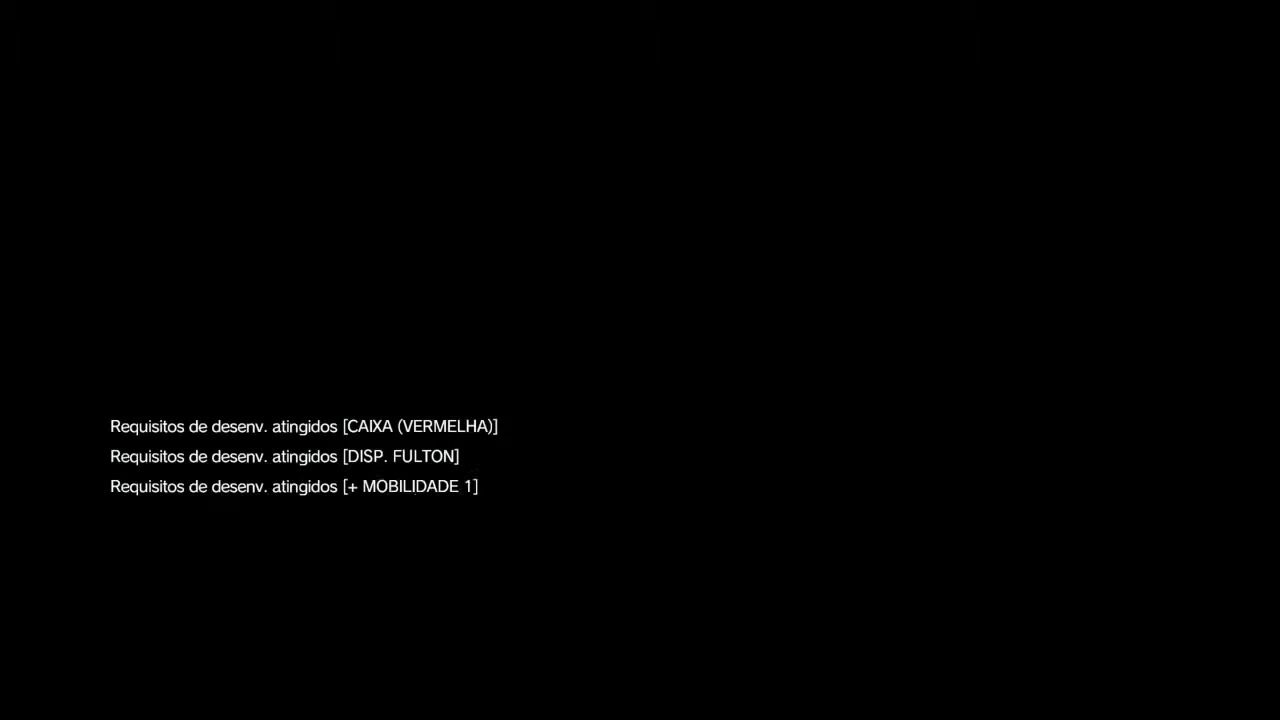 Requisitos de desenv. atingidos [CAIXA (VERMELHA)]
Requisitos de desenv. atingidos [DISP. FULTON]
Requisitos de desenv. atingidos [+ MOBILIDADE 1]